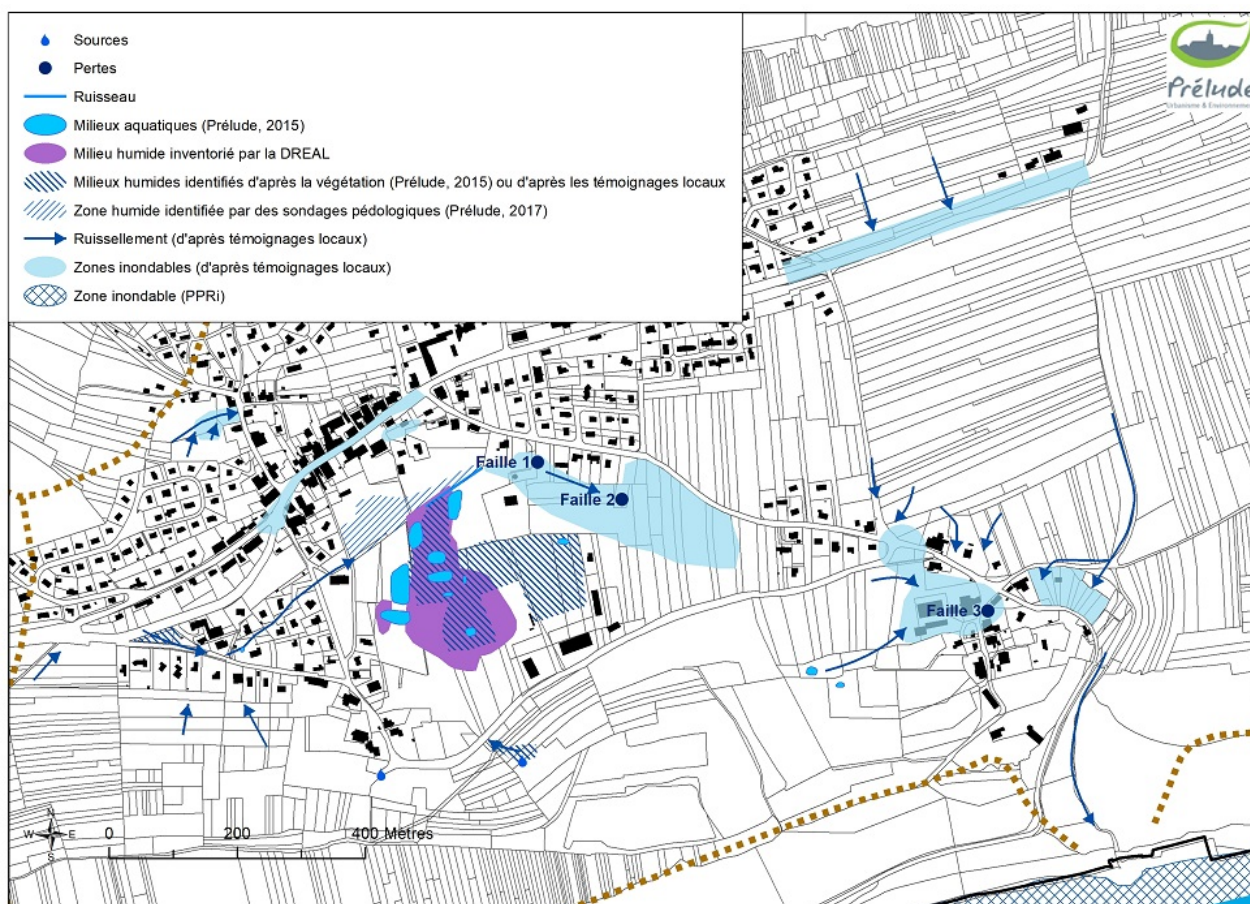 Sources
Pertes
Ruisseau
Milieux aquatiques (Prélude, 2015)
Milieu humide inventorié par la DREAL
Milieux humides identifiés d'après la végétation (Prélude, 2015) ou d'après les témoignages locaux
Zone humide identifiée par des sondages pédologiques (Prélude, 2017)
Ruissellement (d'après témoignages locaux)
Zones inondables (d'après témoignages locaux)
Zone inondable (PPRi)
Prélude
Urbanisme & Environnement
Faille 1
Faille 2
Faille 3
N
W E
S
0 200 400 Mètres